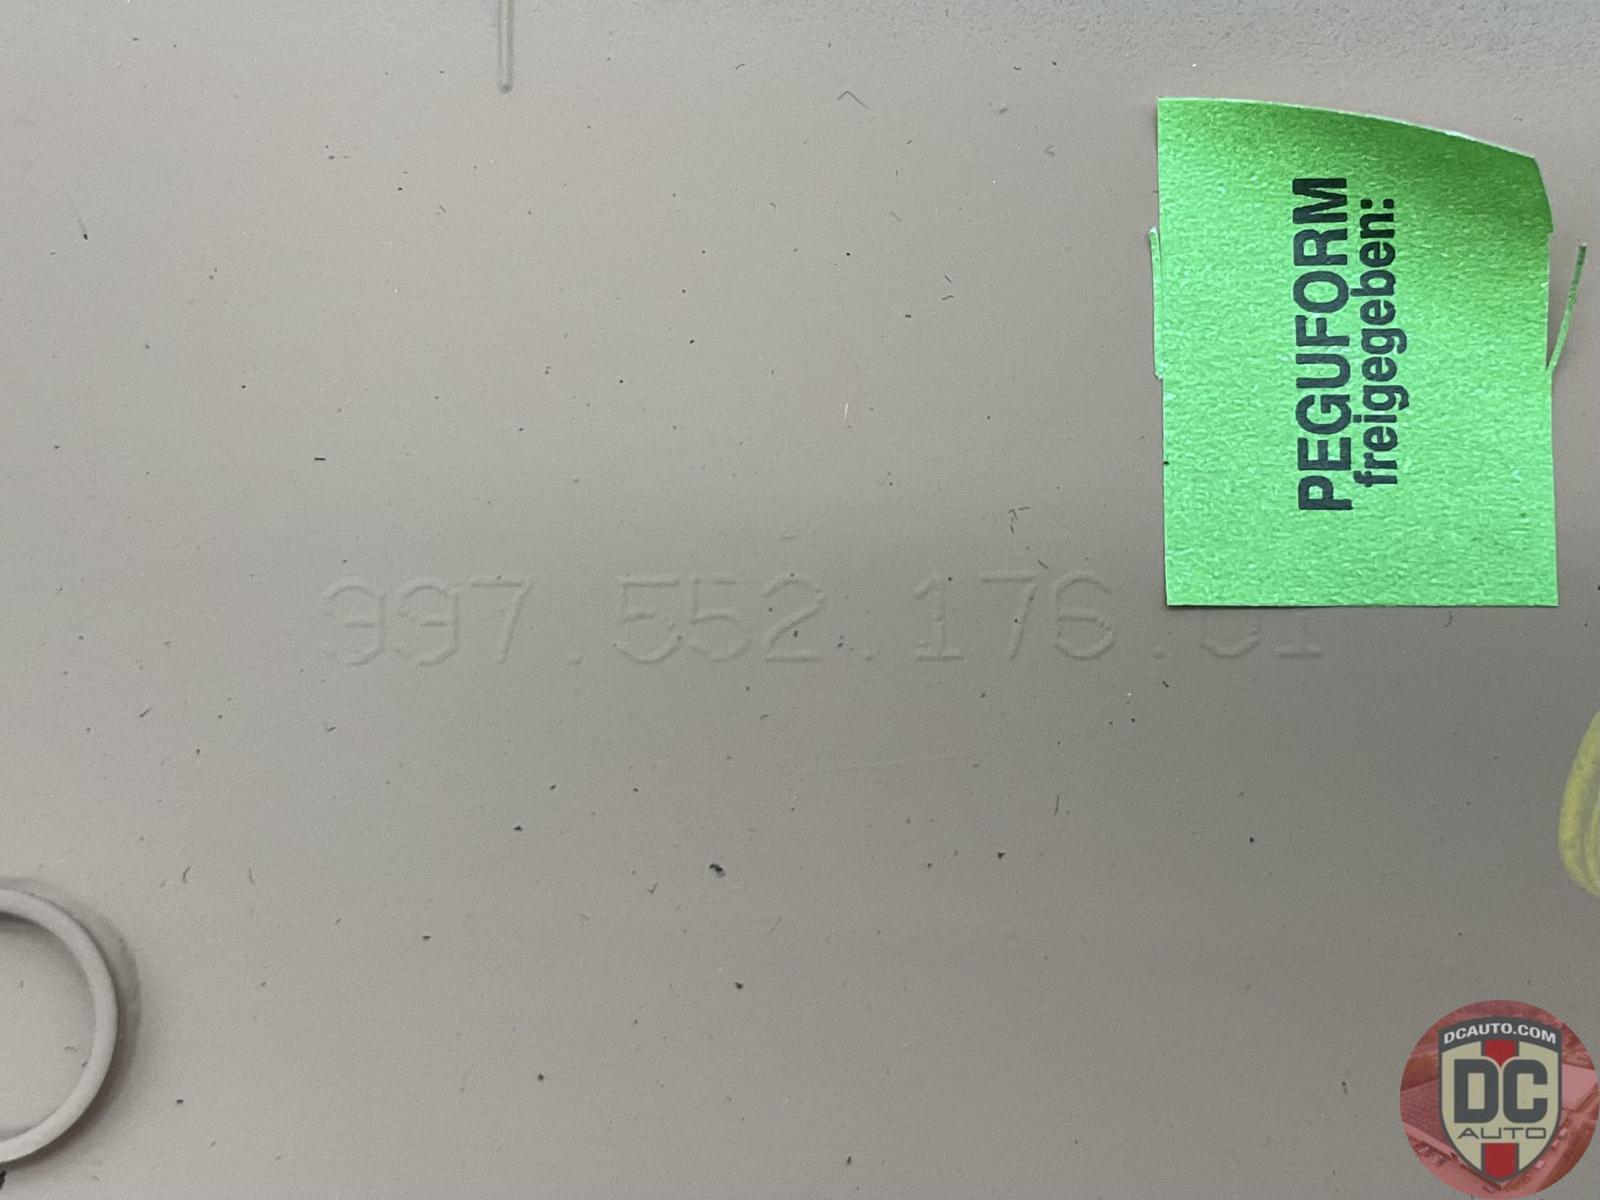 PEGUFORM
freigegeben:
997.552.176.01
DCAUTO.COM
DC
AUTO